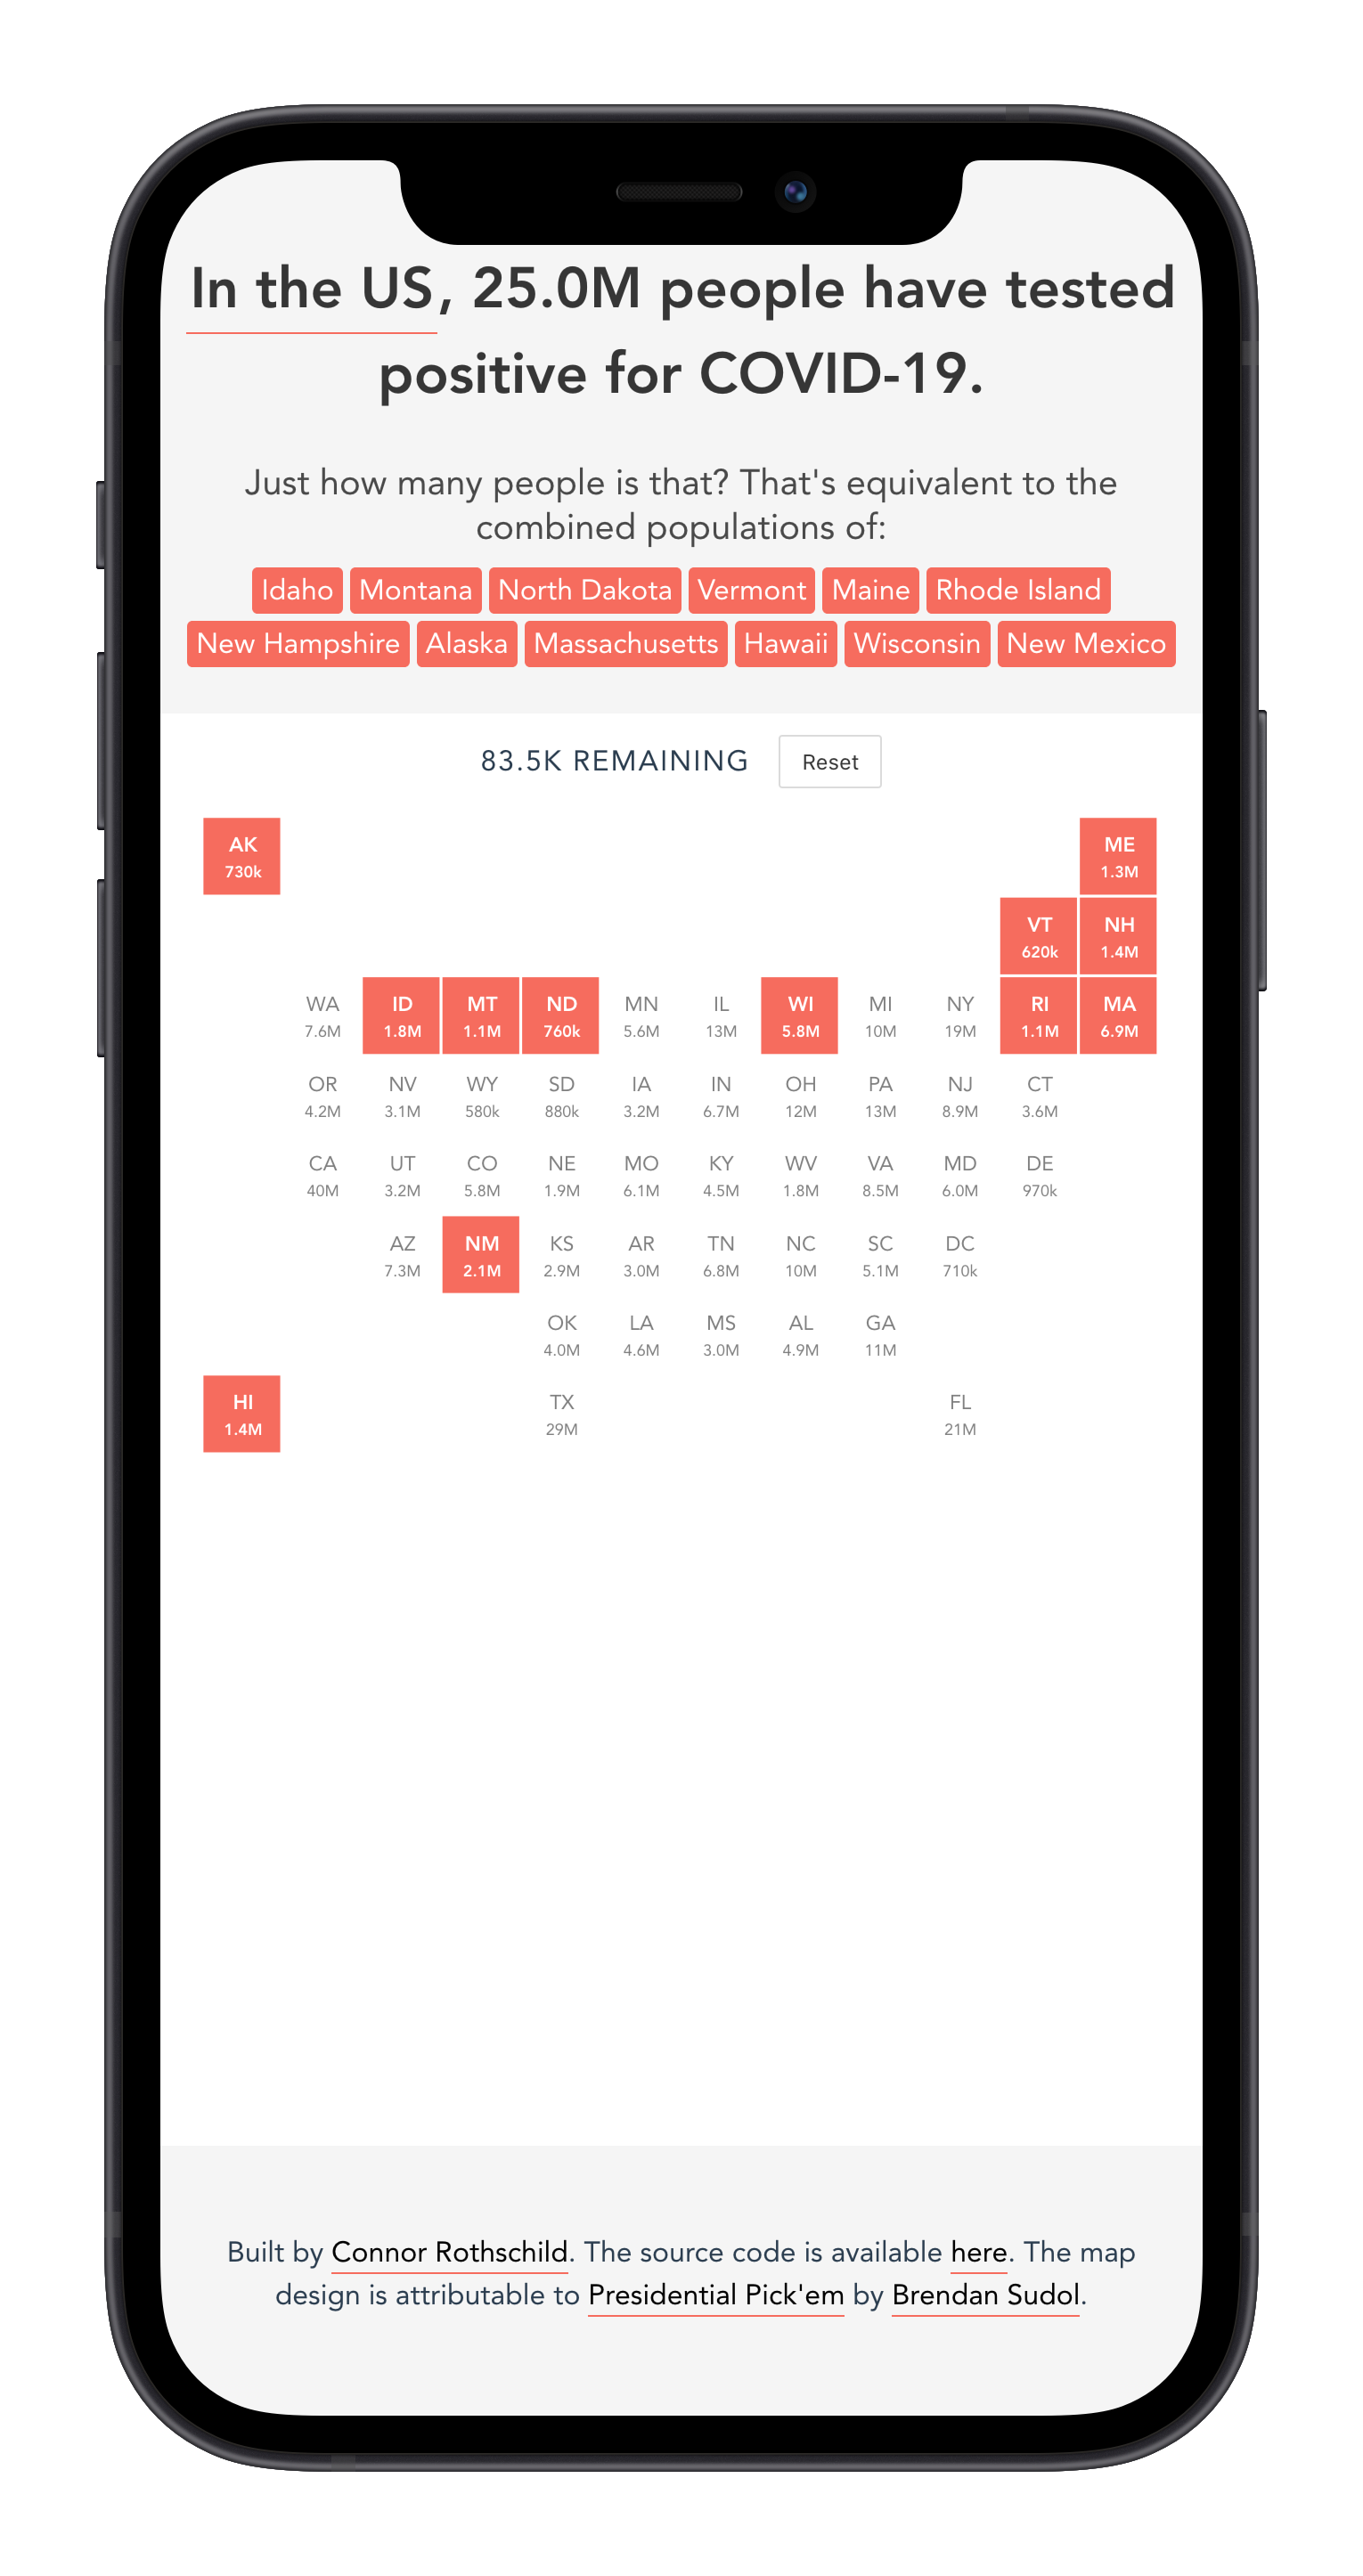 In the US, 25.0M people have tested
positive for COVID-19.
Just how many people is that? That's equivalent to the
combined populations of:
Idaho Montana North Dakota Vermont Maine Rhode Island
New Hampshire Alaska Massachusetts Hawaii Wisconsin New Mexico
83.5K REMAINING Reset
AK ME
730k 1.3M
VT NH
620k 1.4M
WA ID MT ND MN IL WI MI NY RI MA
7.6M 1.8M 1.1M 760k 5.6M 13M 5.8M 10M 19M 1.1M 6.9M
OR NV WY SD IA IN OH PA NJ CT
4.2M 3.1M 580k 880k 3.2M 6.7M 12M 13M 8.9M 3.6M
CA UT CO NE MO KY WV VA MD DE
40M 3.2M 5.8M 1.9M 6.1M 4.5M 1.8M 8.5M 6.0M 970k
AZ NM KS AR TN NC SC DC
7.3M 2.1M 2.9M 3.0M 6.8M 10M 5.1M 710k
OK LA MS AL GA
4.0M 4.6M 3.0M 4.9M 11M
HI TX FL
1.4M 29M 21M
Built by Connor Rothschild. The source code is available here. The map
design is attributable to Presidential Pick'em by Brendan Sudol.